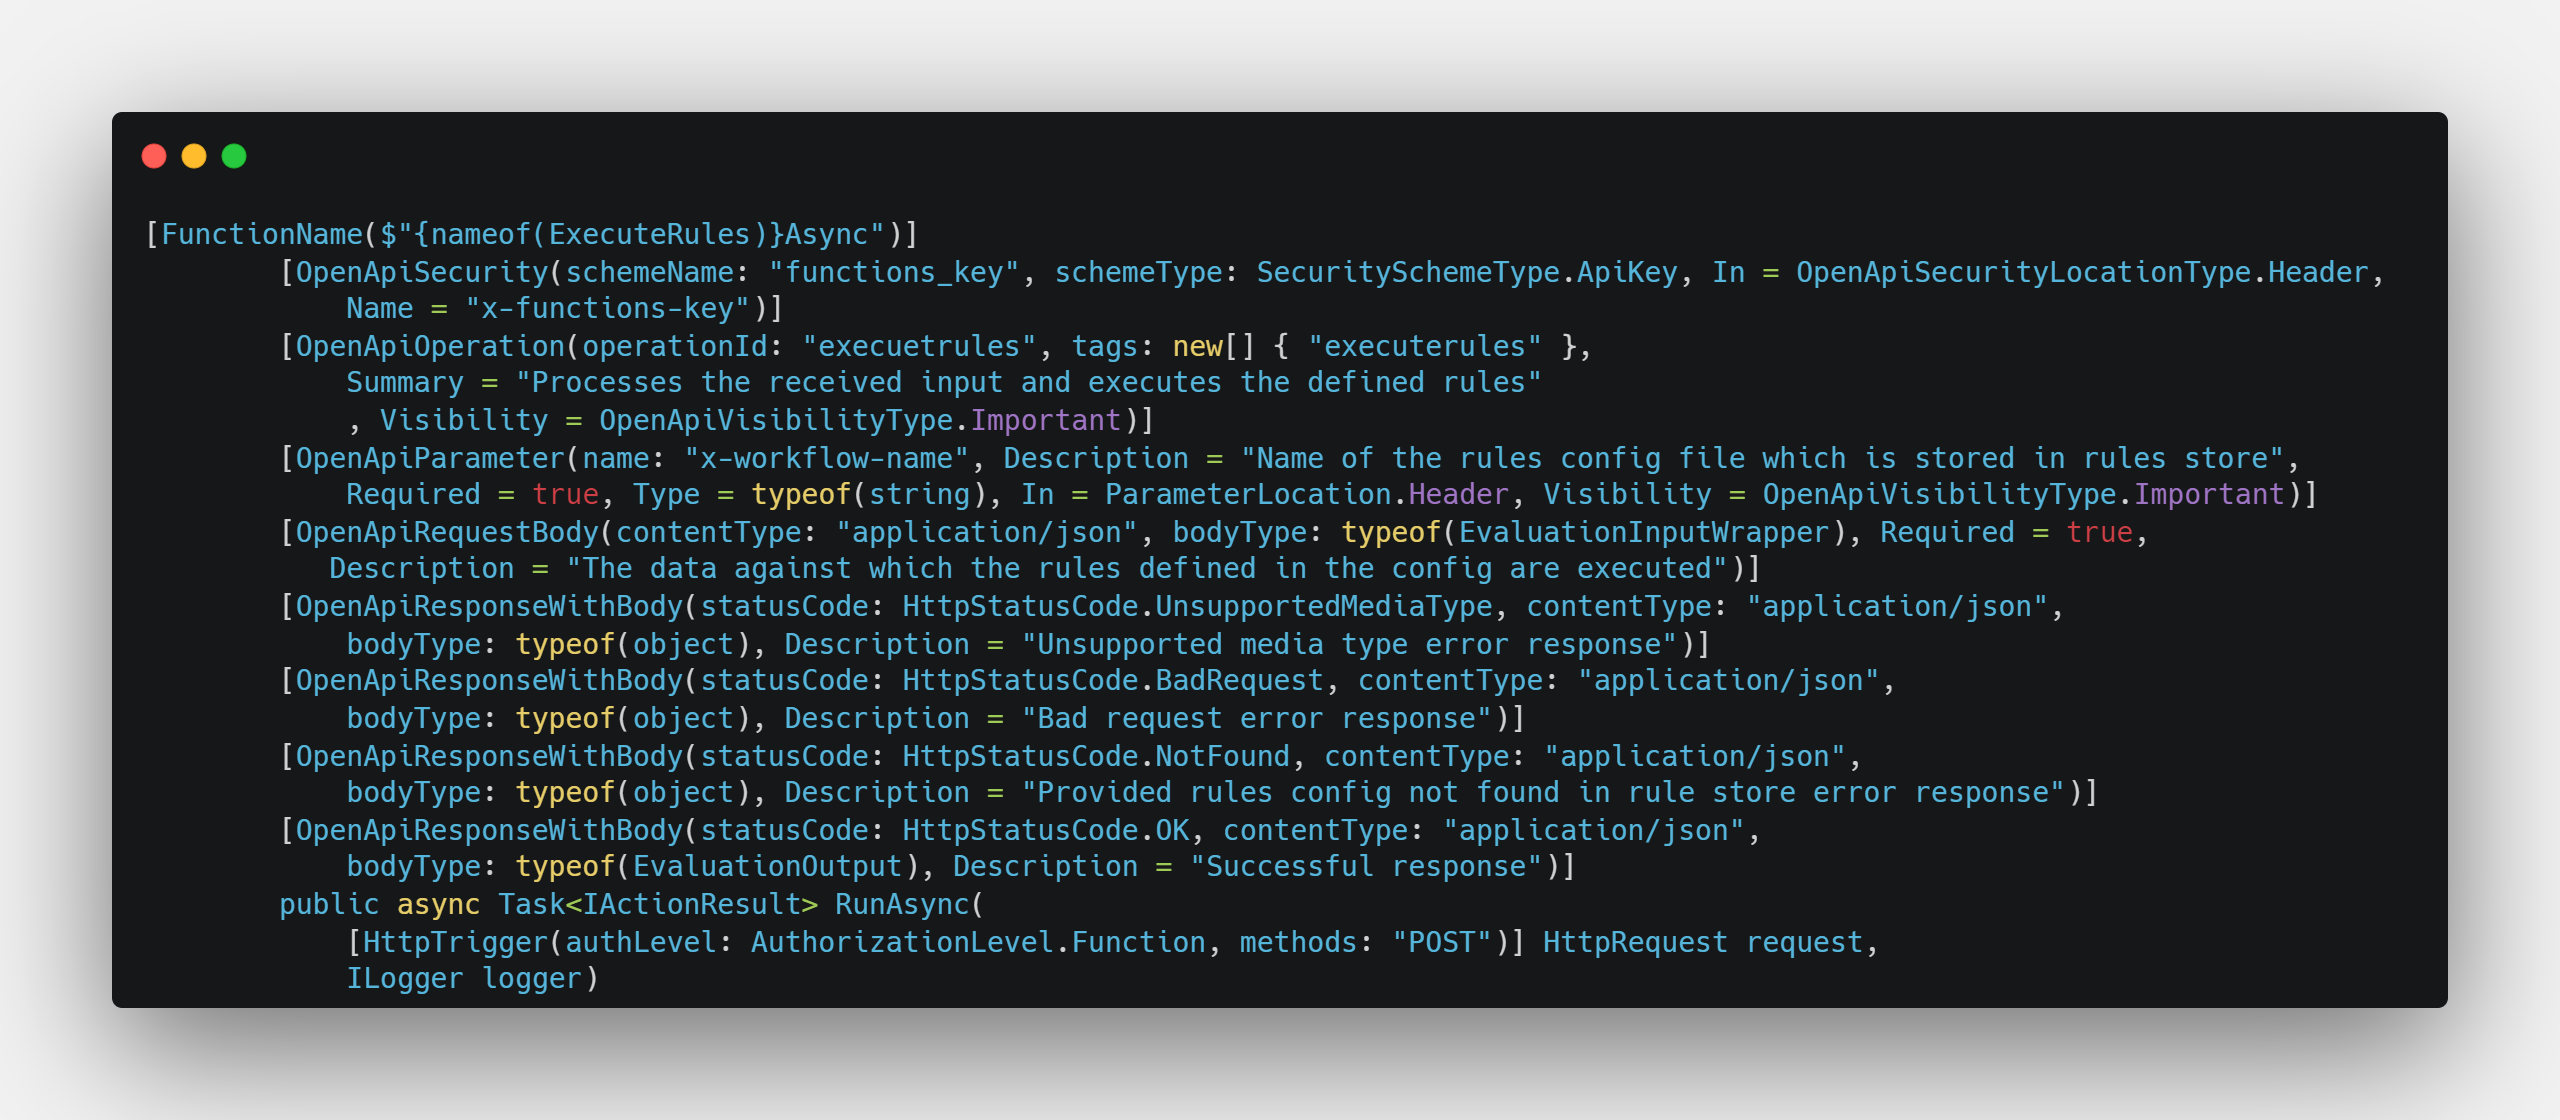 [FunctionName($"{nameof(ExecuteRules)}Async")]
        [OpenApiSecurity(schemeName: "functions_key", schemeType: SecuritySchemeType.ApiKey, In = OpenApiSecurityLocationType.Header,
            Name = "x-functions-key")]
        [OpenApiOperation(operationId: "execuetrules", tags: new[] { "executerules" },
            Summary = "Processes the received input and executes the defined rules"
            , Visibility = OpenApiVisibilityType.Important)]
        [OpenApiParameter(name: "x-workflow-name", Description = "Name of the rules config file which is stored in rules store",
            Required = true, Type = typeof(string), In = ParameterLocation.Header, Visibility = OpenApiVisibilityType.Important)]
        [OpenApiRequestBody(contentType: "application/json", bodyType: typeof(EvaluationInputWrapper), Required = true,
           Description = "The data against which the rules defined in the config are executed")]
        [OpenApiResponseWithBody(statusCode: HttpStatusCode.UnsupportedMediaType, contentType: "application/json",
            bodyType: typeof(object), Description = "Unsupported media type error response")]
        [OpenApiResponseWithBody(statusCode: HttpStatusCode.BadRequest, contentType: "application/json",
            bodyType: typeof(object), Description = "Bad request error response")]
        [OpenApiResponseWithBody(statusCode: HttpStatusCode.NotFound, contentType: "application/json",
            bodyType: typeof(object), Description = "Provided rules config not found in rule store error response")]
        [OpenApiResponseWithBody(statusCode: HttpStatusCode.OK, contentType: "application/json",
            bodyType: typeof(EvaluationOutput), Description = "Successful response")]
        public async Task<IActionResult> RunAsync(
            [HttpTrigger(authLevel: AuthorizationLevel.Function, methods: "POST")] HttpRequest request,
            ILogger logger)